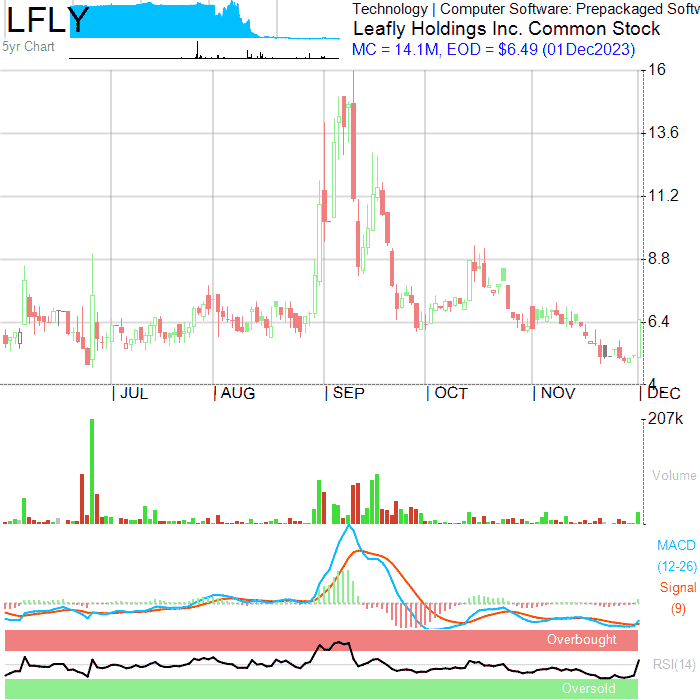 LFLY
5yr Chart
Technology | Computer Software: Prepackaged Softw
Leafly Holdings Inc. Common Stock
MC = 14.1M, EOD = $6.49 (01Dec2023)
16
13.6
11.2
8.8
6.4
4
JUL
AUG
SEP
OCT
NOV
DEC
207k
Volume
MACD
(12-26)
Signal
(9)
Overbought
RSI(14)
Oversold